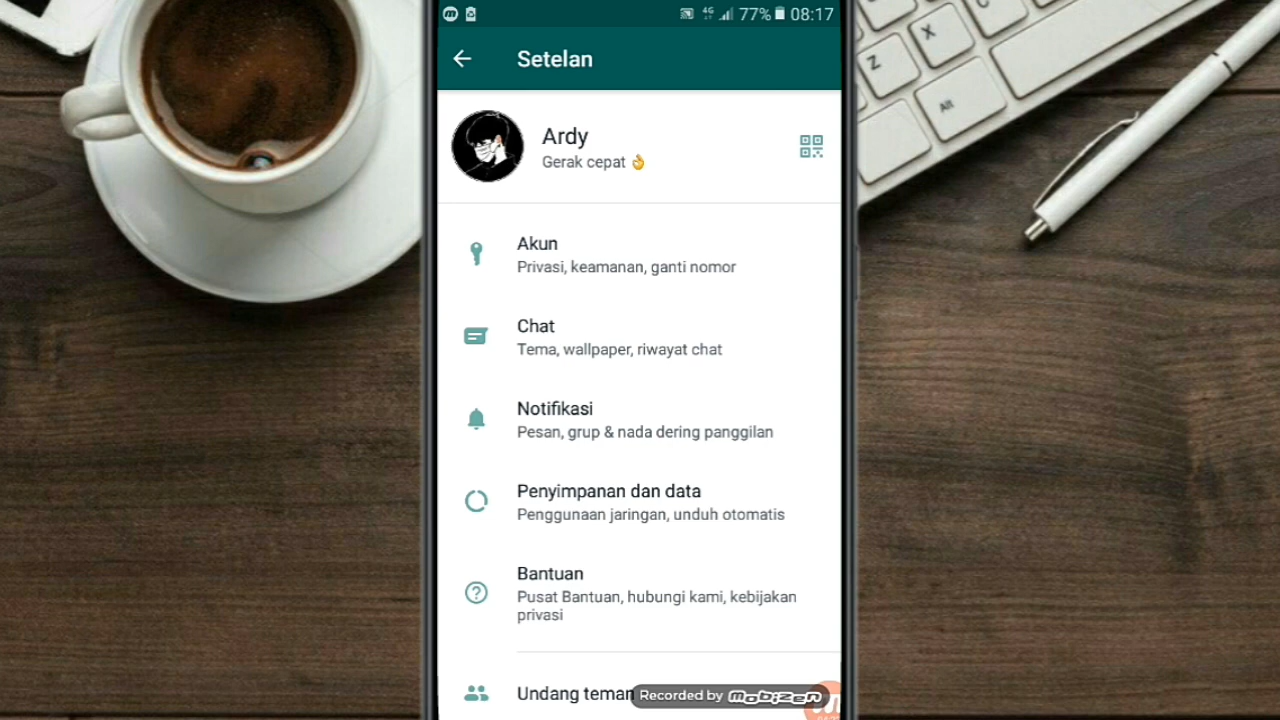 4G 77% 08:17
Setelan
Ardy
Gerak cepat 👌
Akun
Privasi, keamanan, ganti nomor
Chat
Tema, wallpaper, riwayat chat
Notifikasi
Pesan, grup & nada dering panggilan
Penyimpanan dan data
Penggunaan jaringan, unduh otomatis
Bantuan
Pusat Bantuan, hubungi kami, kebijakan
privasi
Undang teman
Recorded by mobizen
Z
X
C
Alt